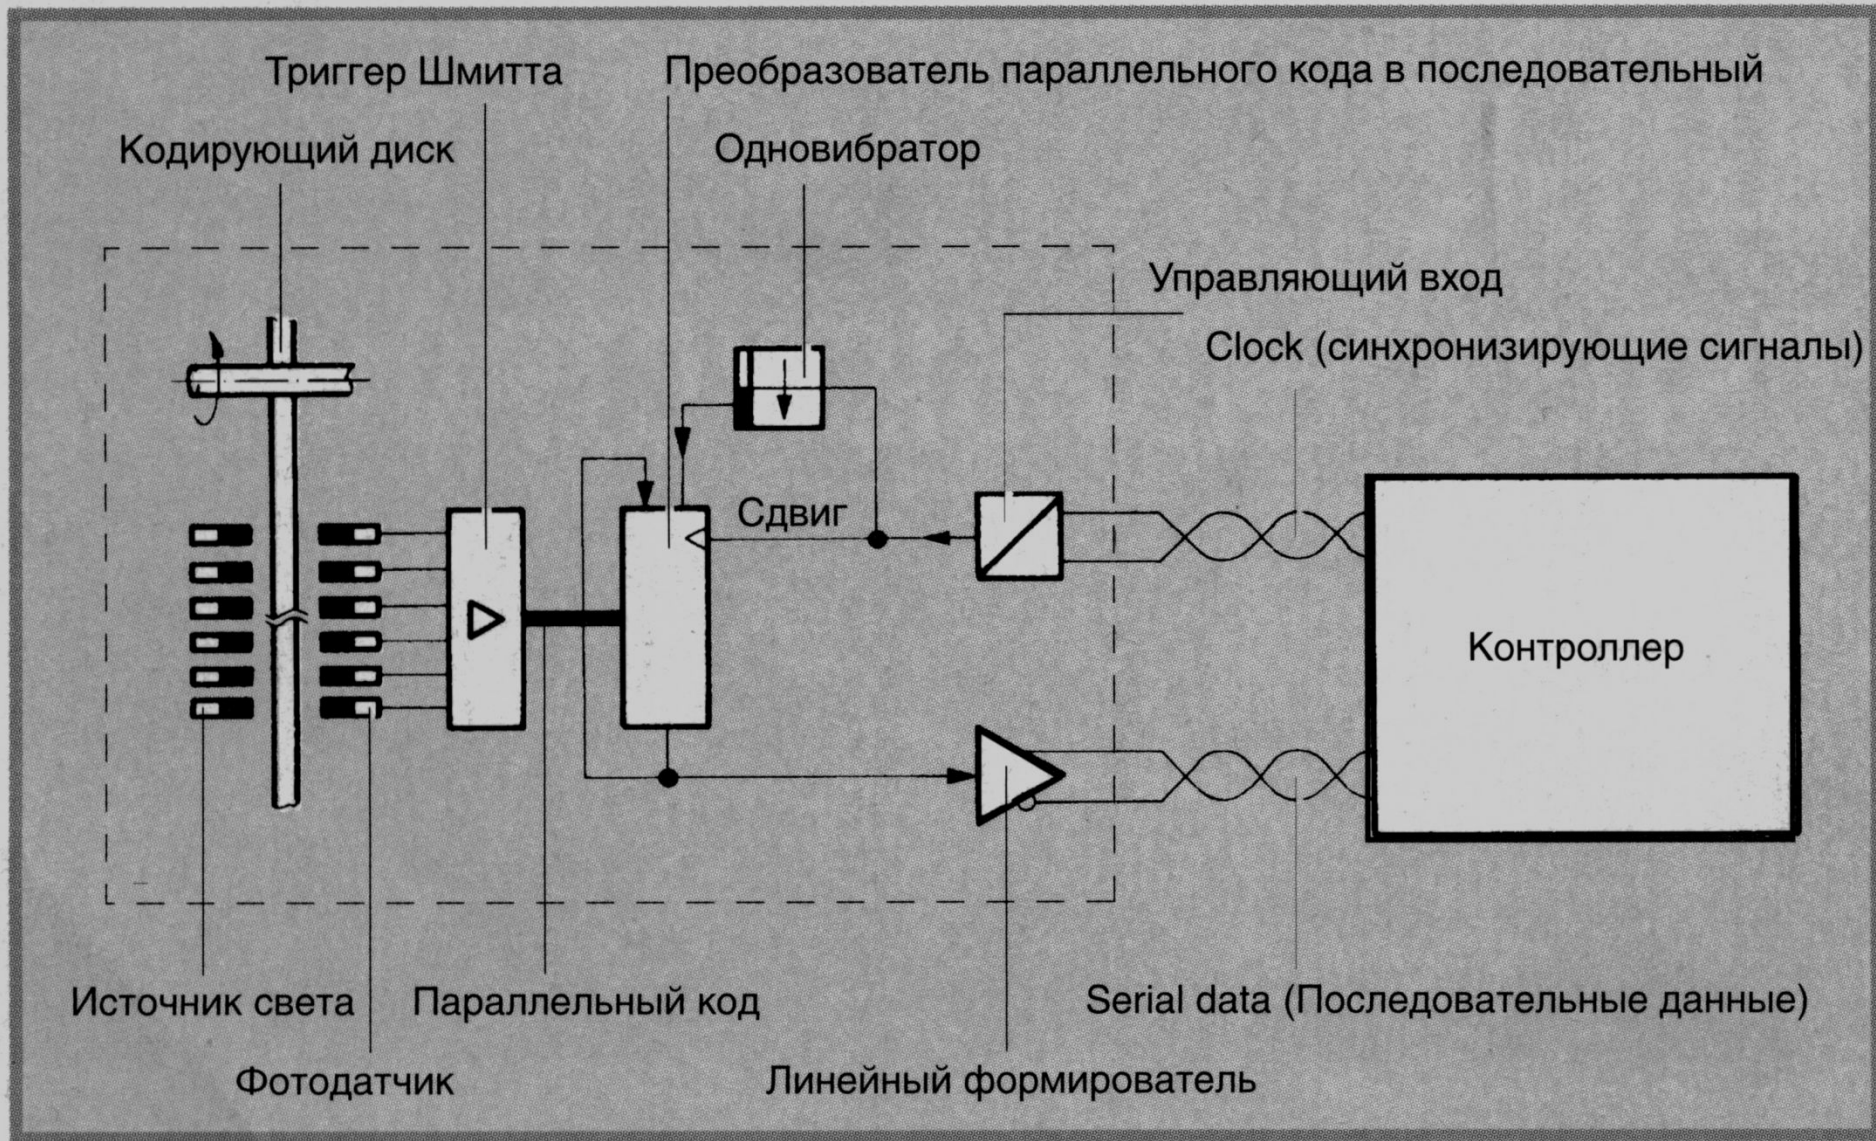 Триггер Шмитта
Преобразователь параллельного кода в последовательный
Кодирующий диск
Одновибратор
Управляющий вход
Clock (синхронизирующие сигналы)
Сдвиг
Контроллер
Источник света
Параллельный код
Serial data (Последовательные данные)
Фотодатчик
Линейный формирователь